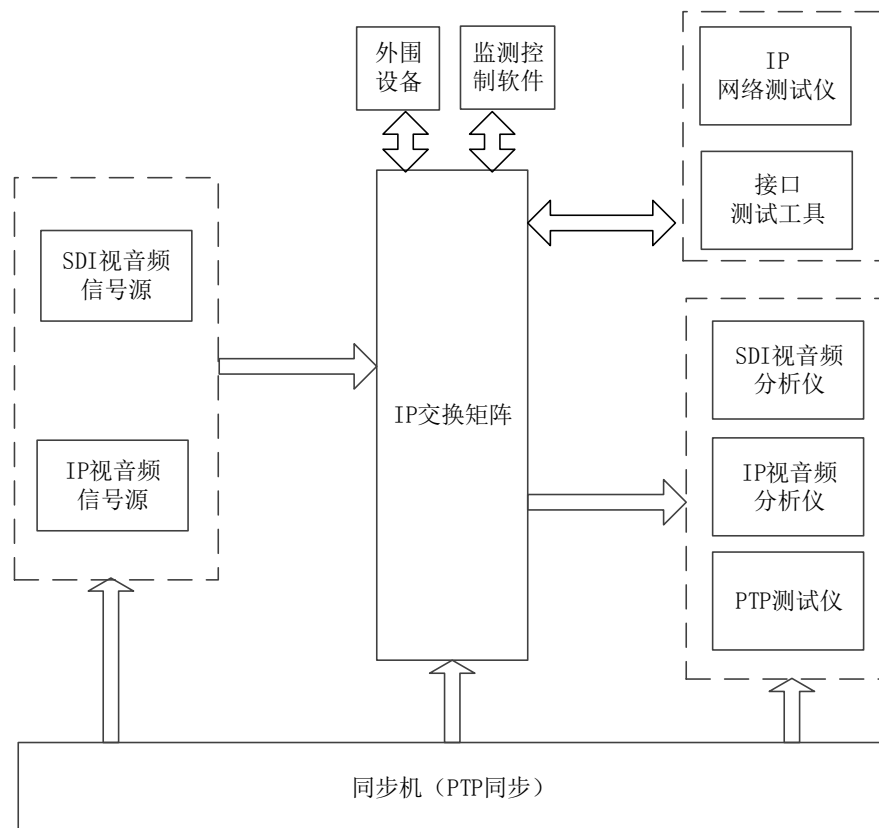 外围
设备
监测控
制软件
IP
网络测试仪
接口
测试工具
SDI视音频
信号源
IP视音频
信号源
IP交换矩阵
SDI视音频
分析仪
IP视音频
分析仪
PTP测试仪
同步机（PTP同步）